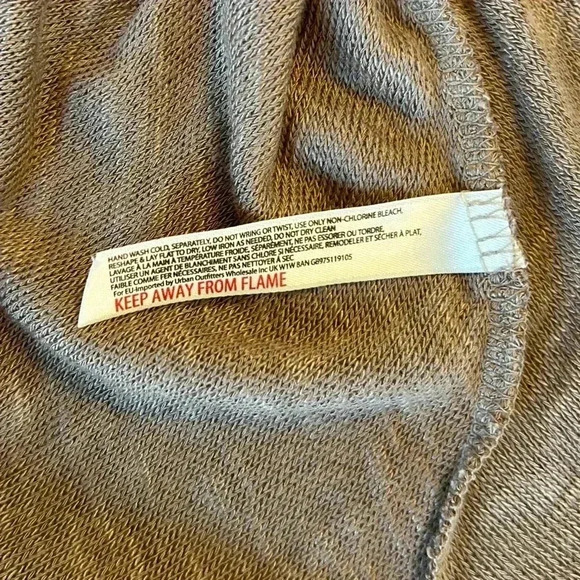 HAND WASH COLD, SEPARATELY, DO NOT WRING OR TWIST, USE ONLY NON-CHLORINE BLEACH,
RESHAPE & LAY FLAT TO DRY, LOW IRON AS NEEDED, DO NOT DRY CLEAN
LAVAGE À LA MAIN À TEMPÉRATURE FROIDE, SÉPARÉMENT, NE PAS ESSORER OU TORDRE,
UTILISER UN AGENT DE BLANCHIMENT SANS CHLORE SI NÉCESSAIRE, REMODELER ET SÉCHER À PLAT,
FAIBLE COMME FER NÉCESSAIRES, NE PAS NETTOYER À SEC
For EU-imported by Urban Outfitters Wholesale Inc UK W1W 8AN GB975119105
KEEP AWAY FROM FLAME